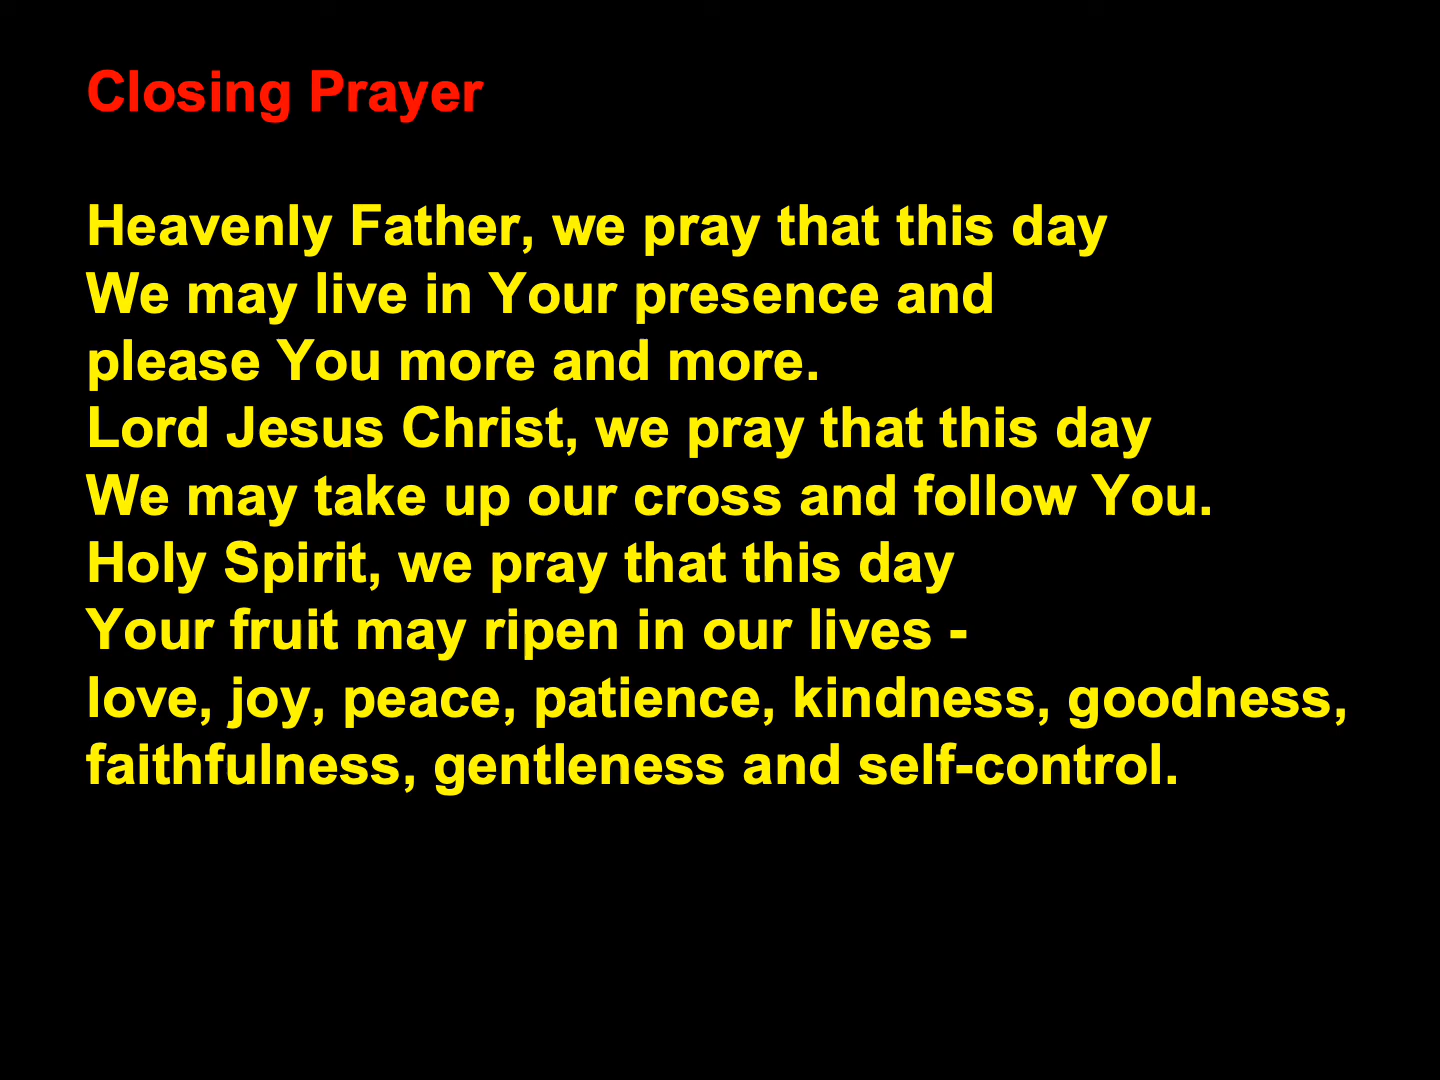 Closing Prayer
Heavenly Father, we pray that this day
We may live in Your presence and
please You more and more.
Lord Jesus Christ, we pray that this day
We may take up our cross and follow You.
Holy Spirit, we pray that this day
Your fruit may ripen in our lives -
love, joy, peace, patience, kindness, goodness,
faithfulness, gentleness and self-control.